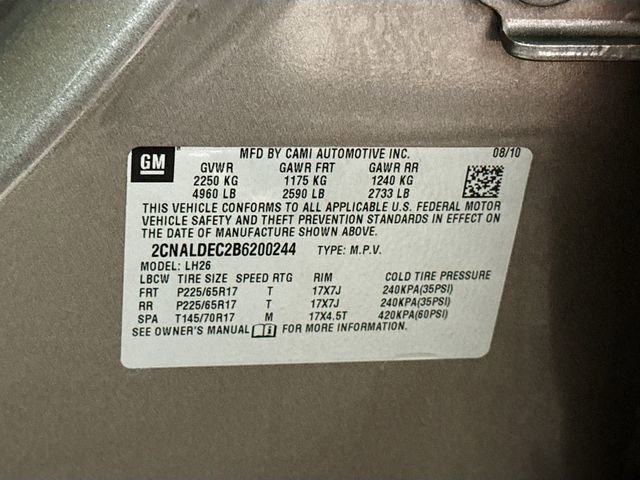 GM MFD BY CAMI AUTOMOTIVE INC. 08/10
GVWR GAWR FRT GAWR RR
2250 KG 1175 KG 1240 KG
4960 LB 2590 LB 2733 LB
THIS VEHICLE CONFORMS TO ALL APPLICABLE U.S. FEDERAL MOTOR
VEHICLE SAFETY AND THEFT PREVENTION STANDARDS IN EFFECT ON
THE DATE OF MANUFACTURE SHOWN ABOVE.
2CNALDEC2B6200244 TYPE: M.P.V.
MODEL: LH26
LBCW TIRE SIZE SPEED RTG RIM COLD TIRE PRESSURE
FRT P225/65R17 T 17X7J 240KPA(35PSI)
RR P225/65R17 T 17X7J 240KPA(35PSI)
SPA T145/70R17 M 17X4.5T 420KPA(60PSI)
SEE OWNER'S MANUAL FOR MORE INFORMATION.